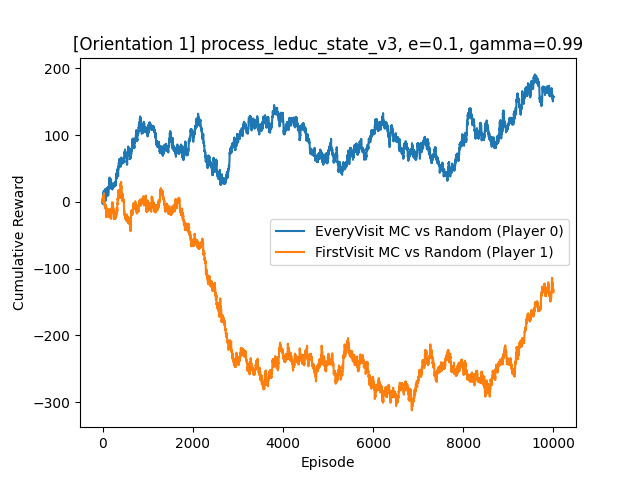 [Orientation 1] process_leduc_state_v3, e=0.1, gamma=0.99
200
100
0
−100
−200
−300
Cumulative Reward
EveryVisit MC vs Random (Player 0)
FirstVisit MC vs Random (Player 1)
0 2000 4000 6000 8000 10000
Episode